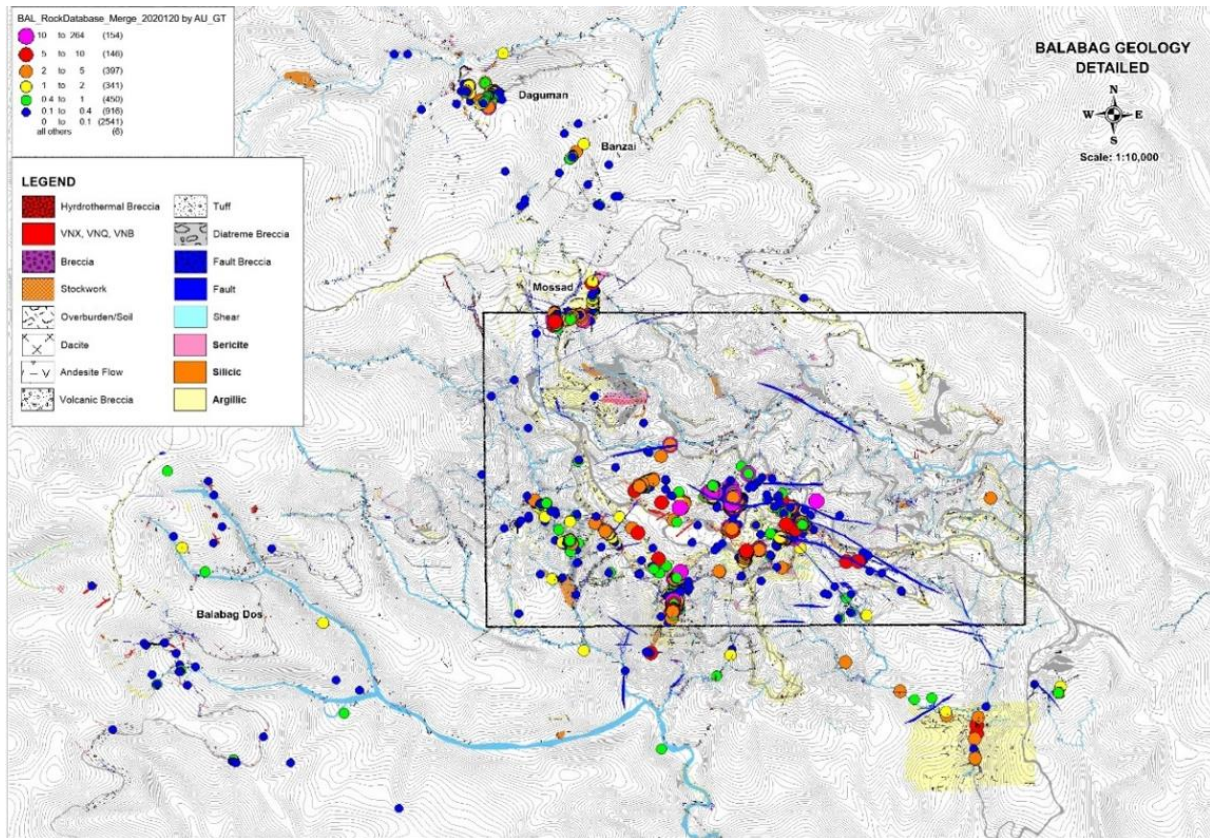 BAL_RockDatabase_Merge_2020120 by AU_GT
10 to 264 (154)
5 to 10 (146)
2 to 5 (397)
1 to 2 (341)
0.4 to 1 (450)
0.1 to 0.4 (916)
0 to 0.1 (2541)
all others (6)
BALABAG GEOLOGY
DETAILED
N
W E
S
Scale: 1:10,000
Daguman
Banzai
LEGEND
Hyrdrothermal Breccia
Tuff
VNX, VNQ, VNB
Diatreme Breccia
Breccia
Fault Breccia
Stockwork
Fault
Overburden/Soil
Shear
Dacite
Sericite
Andesite Flow
Silicic
Volcanic Breccia
Argillic
Mossad
Balabag Dos